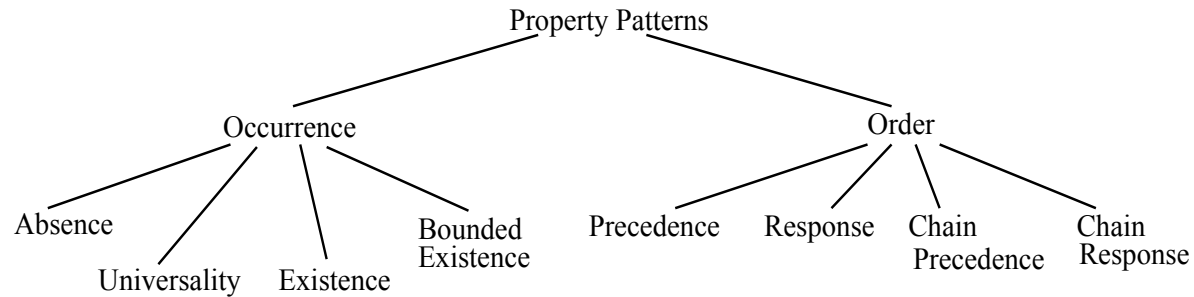 Property Patterns
Occurrence
Order
Absence
Universality
Existence
Bounded
Existence
Precedence
Response
Chain
Precedence
Chain
Response